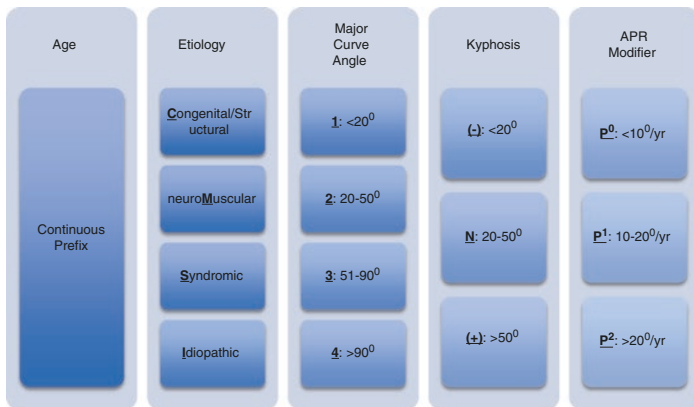 Age
Continuous
Prefix
Etiology
Congenital/Str
uctural
neuroMuscular
Syndromic
Idiopathic
Major
Curve
Angle
1: <20⁰
2: 20-50⁰
3: 51-90⁰
4: >90⁰
Kyphosis
(-): <20⁰
N: 20-50⁰
(+): >50⁰
APR
Modifier
P⁰: <10⁰/yr
P¹: 10-20⁰/yr
P²: >20⁰/yr